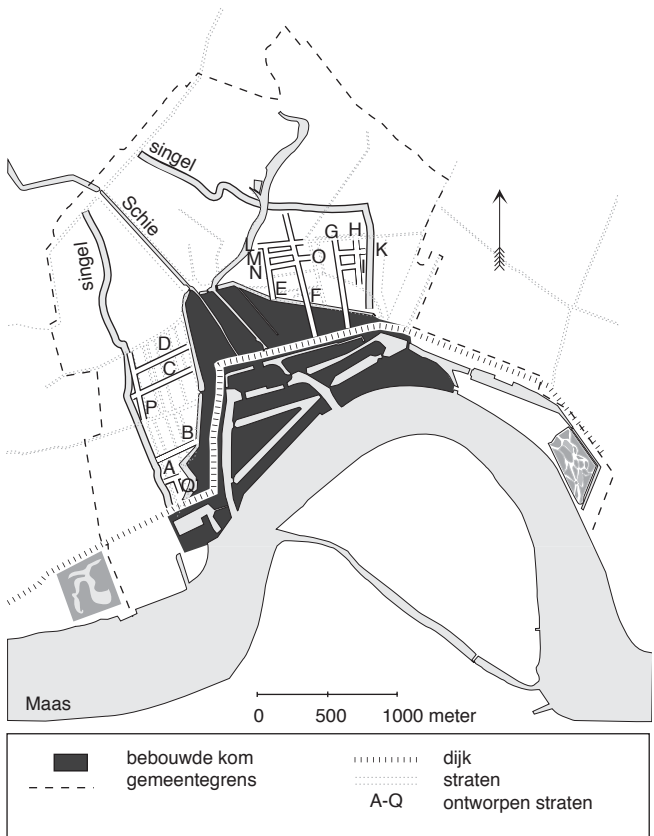 singel
Schie
singel
G H
K
L
M
N
O
I
E
F
D
C
P
B
A
Q
Maas
0 500 1000 meter
bebouwde kom
gemeentegrens
dijk
straten
A-Q ontworpen straten